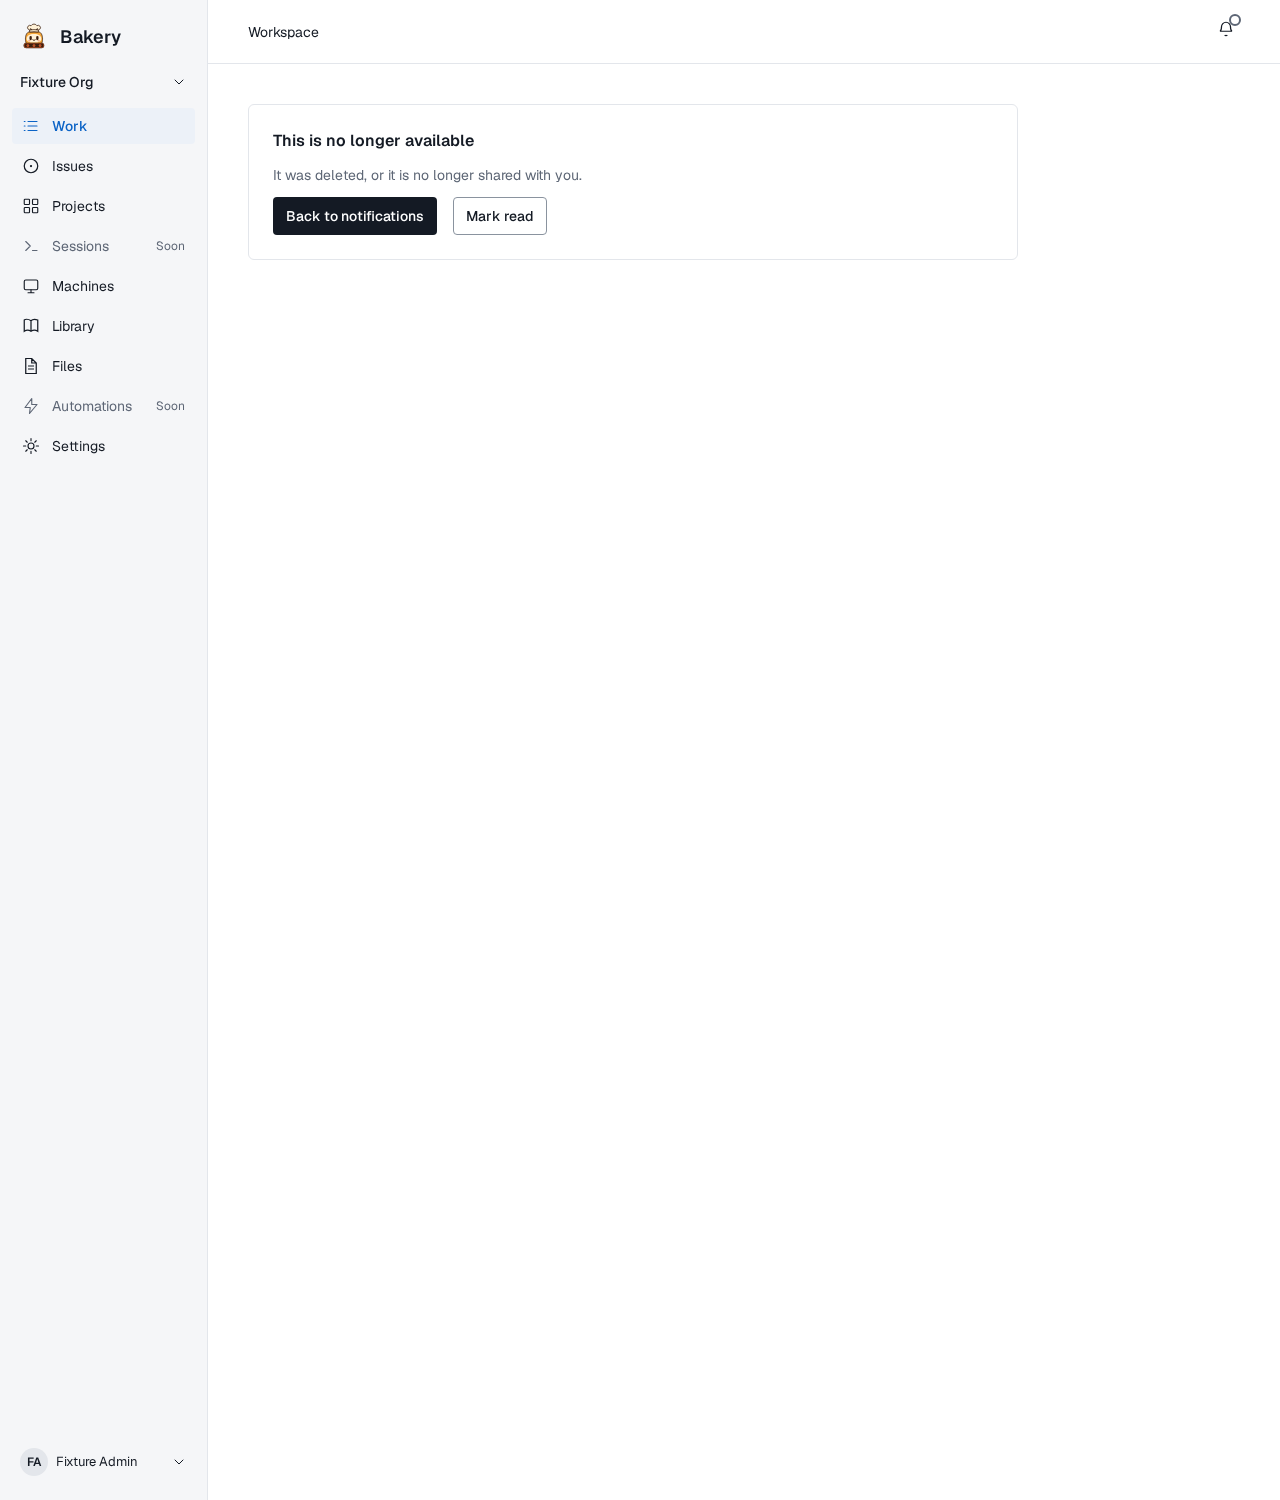 Bakery
Fixture Org
Work
Issues
Projects
Sessions Soon
Machines
Library
Files
Automations Soon
Settings
FA Fixture Admin
Workspace
This is no longer available
It was deleted, or it is no longer shared with you.
Back to notifications Mark read